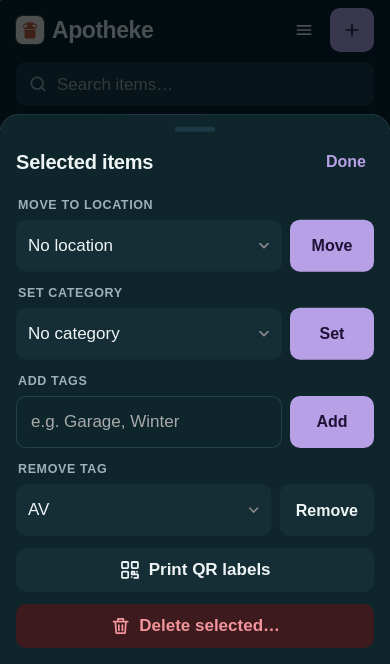 Apotheke
Search items…
Selected items
Done
MOVE TO LOCATION
No location
Move
SET CATEGORY
No category
Set
ADD TAGS
e.g. Garage, Winter
Add
REMOVE TAG
AV
Remove
Print QR labels
Delete selected…